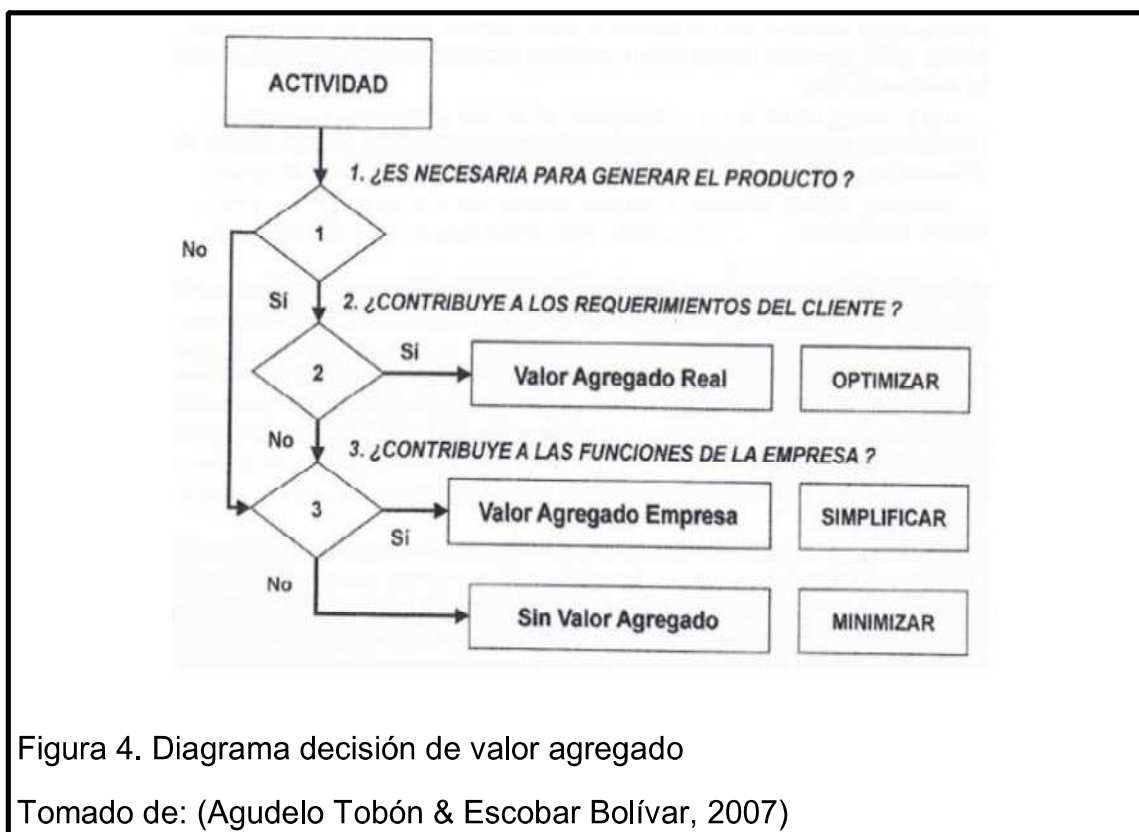 ACTIVIDAD
1. ¿ES NECESARIA PARA GENERAR EL PRODUCTO ?
1
No
Sí
2. ¿CONTRIBUYE A LOS REQUERIMIENTOS DEL CLIENTE ?
2
Sí
Valor Agregado Real
OPTIMIZAR
No
3. ¿CONTRIBUYE A LAS FUNCIONES DE LA EMPRESA ?
3
Sí
Valor Agregado Empresa
SIMPLIFICAR
No
Sin Valor Agregado
MINIMIZAR
Figura 4. Diagrama decisión de valor agregado
Tomado de: (Agudelo Tobón & Escobar Bolívar, 2007)